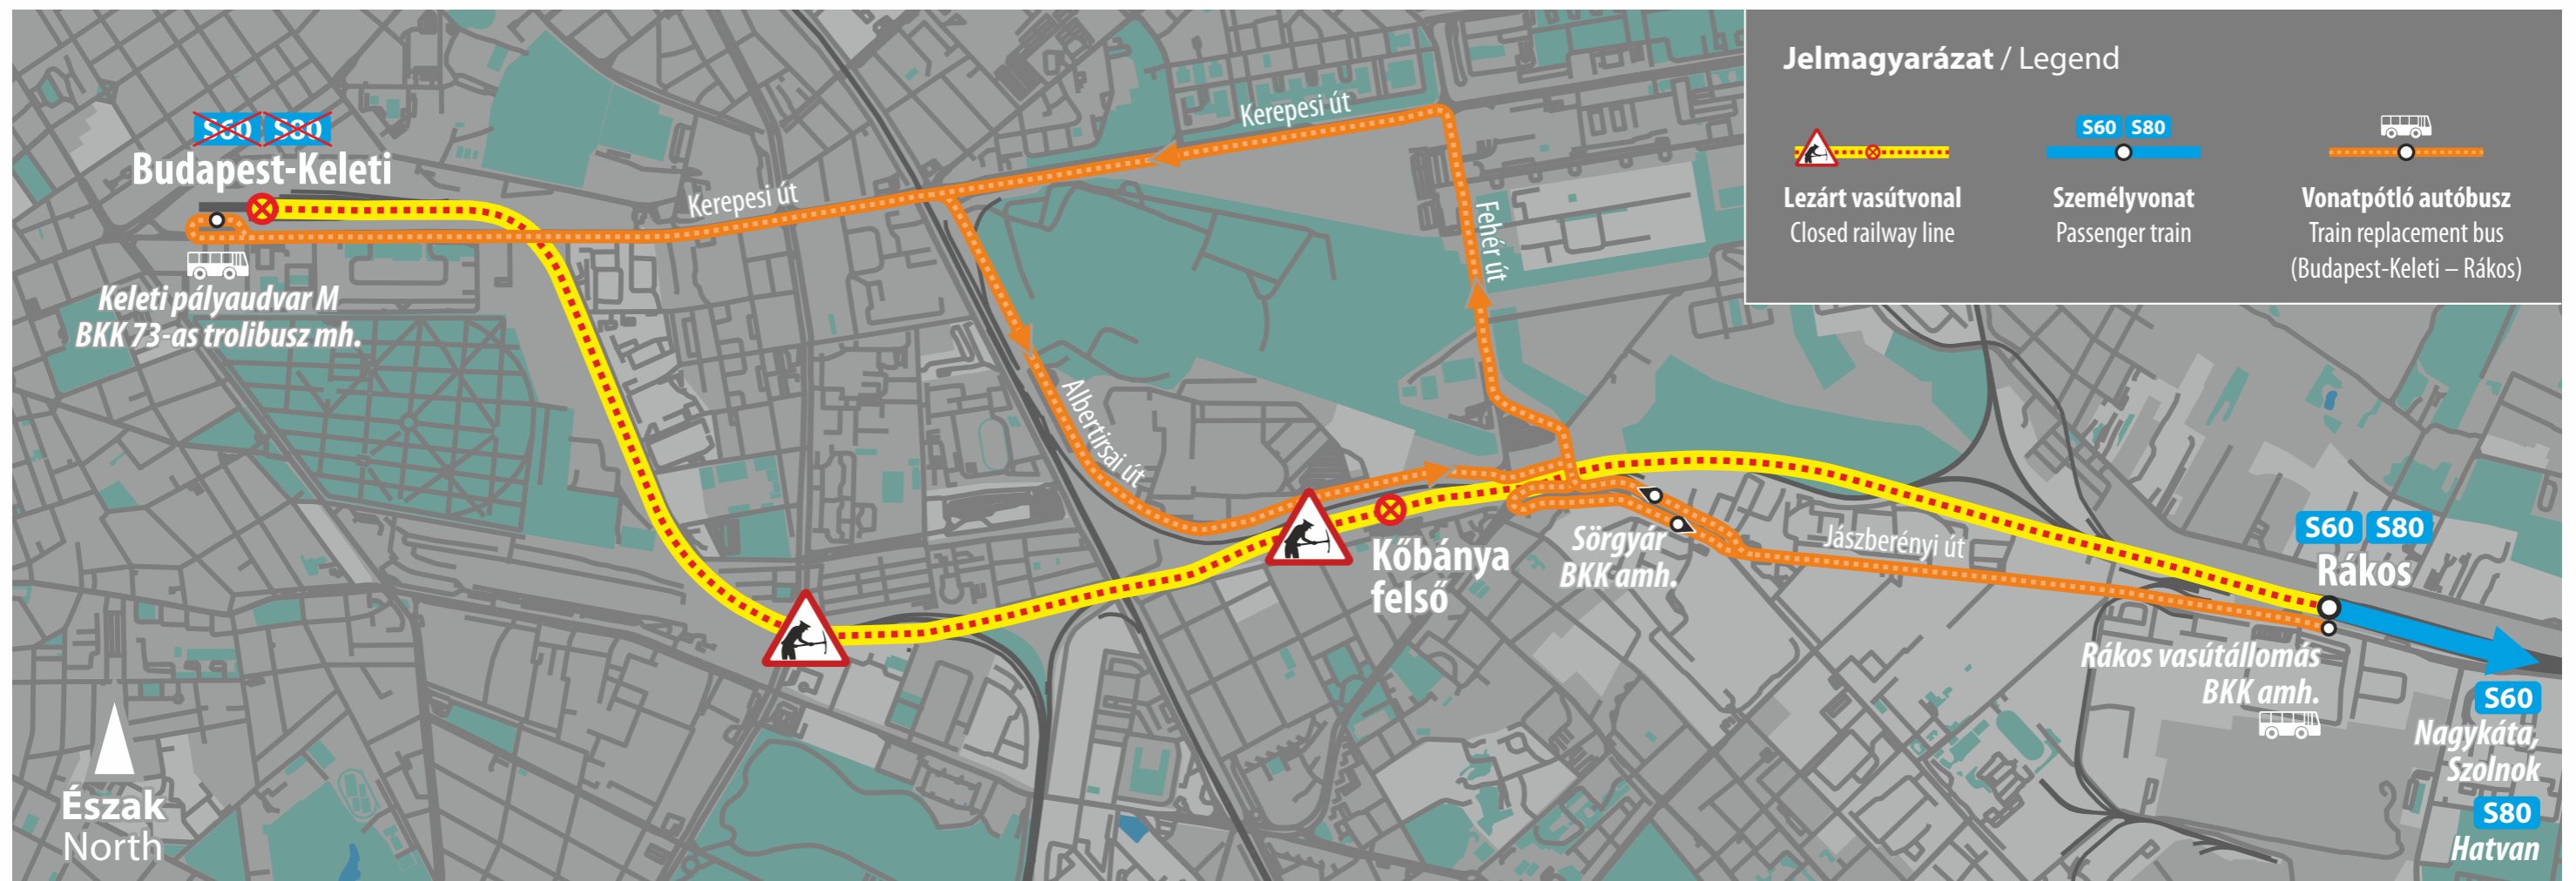 S60 S80
Budapest-Keleti
Keleti pályaudvar M
BKK 73-as trolibusz mh.
Kerepesi út
Kerepesi út
Fehér út
Albertirsai út
Kőbánya
felső
Sörgyár
BKK amh.
Jászberényi út
S60 S80
Rákos
Rákos vasútállomás
BKK amh.
S60
Nagykáta,
Szolnok
S80
Hatvan
Észak
North
Jelmagyarázat / Legend
Lezárt vasútvonal
Closed railway line
S60 S80
Személyvonat
Passenger train
Vonatpótló autóbusz
Train replacement bus
(Budapest-Keleti – Rákos)